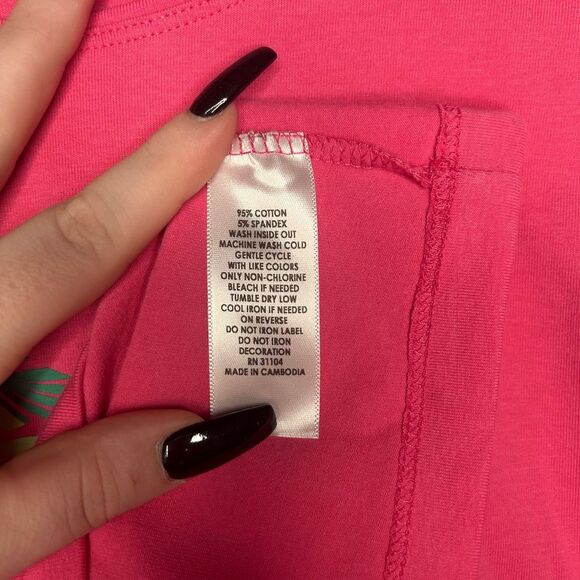 95% COTTON
5% SPANDEX
WASH INSIDE OUT
MACHINE WASH COLD
GENTLE CYCLE
WITH LIKE COLORS
ONLY NON-CHLORINE
BLEACH IF NEEDED
TUMBLE DRY LOW
COOL IRON IF NEEDED
ON REVERSE
DO NOT IRON LABEL
DO NOT IRON
DECORATION
RN 31104
MADE IN CAMBODIA